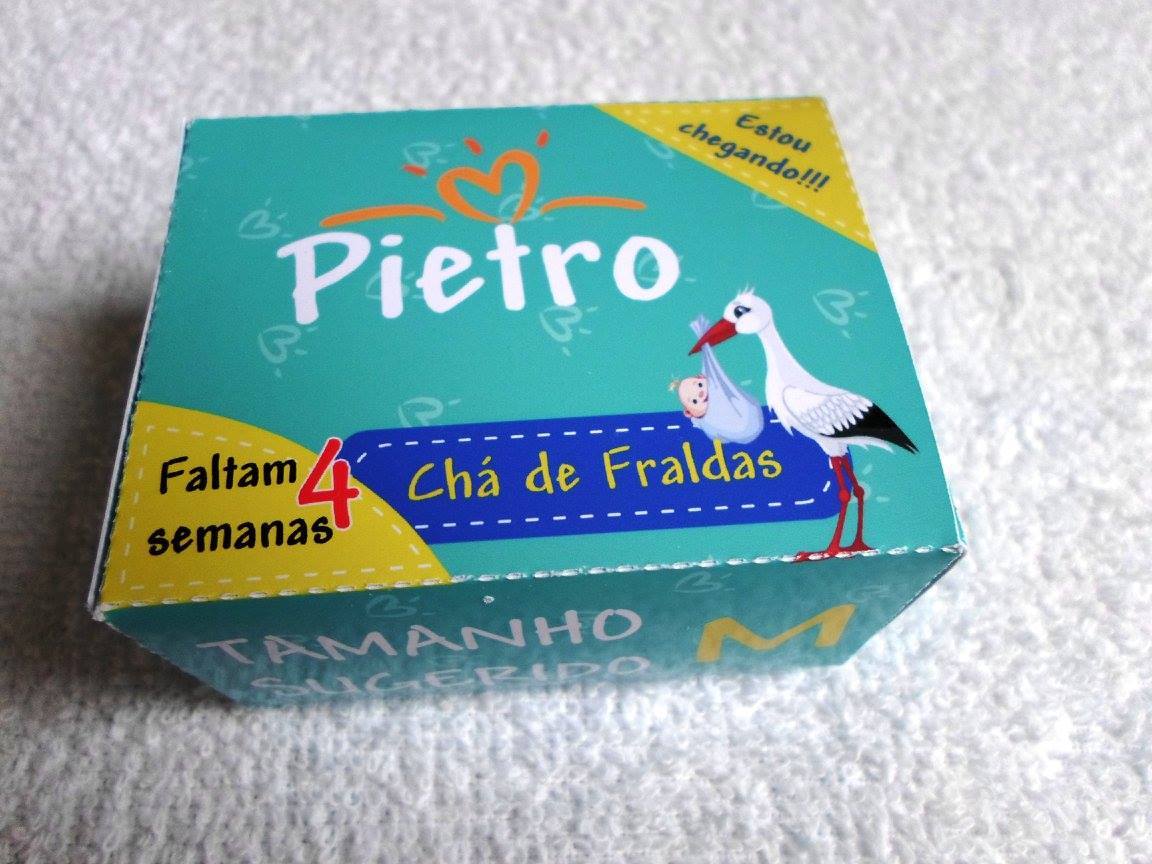 Estou
chegando!!!
Pietro
Faltam 4
semanas
Chá de Fraldas
TAMANHO
SUGERIDO
M